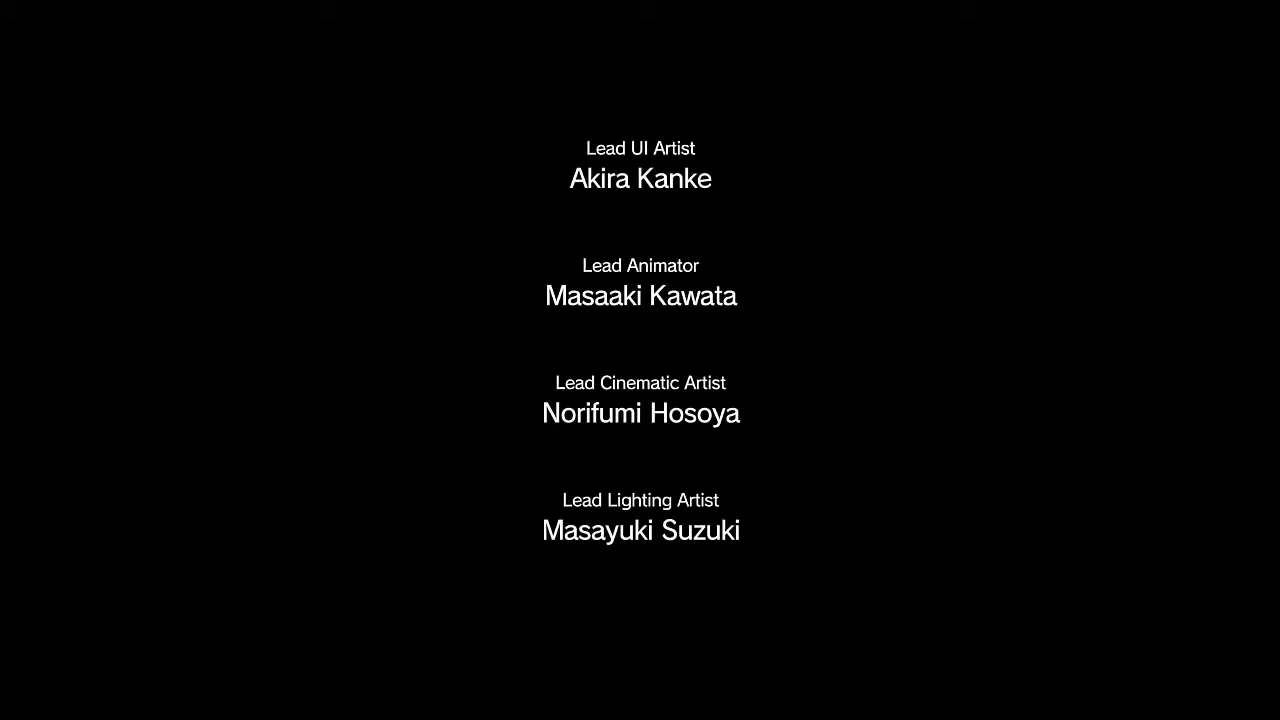 Lead UI Artist
Akira Kanke
Lead Animator
Masaaki Kawata
Lead Cinematic Artist
Norifumi Hosoya
Lead Lighting Artist
Masayuki Suzuki